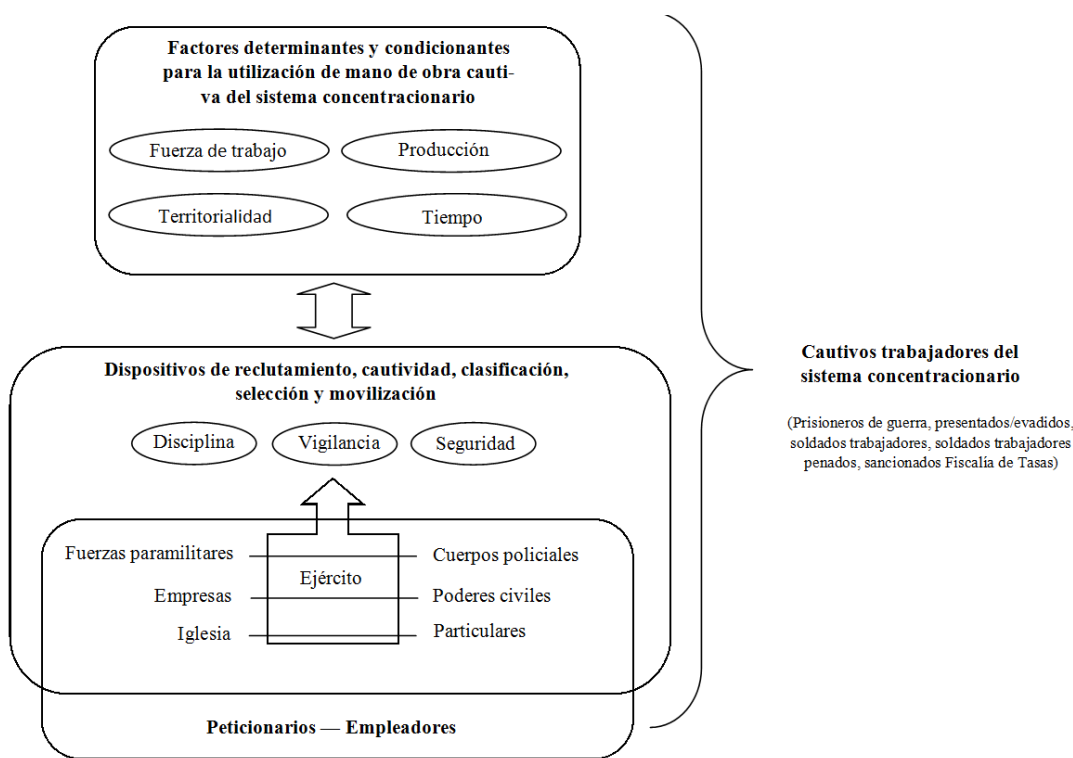 Factores determinantes y condicionantes
para la utilización de mano de obra cauti-
va del sistema concentracionario
Fuerza de trabajo
Producción
Territorialidad
Tiempo
Dispositivos de reclutamiento, cautividad, clasificación,
selección y movilización
Disciplina
Vigilancia
Seguridad
Fuerzas paramilitares
Cuerpos policiales
Ejército
Empresas
Poderes civiles
Iglesia
Particulares
Peticionarios — Empleadores
Cautivos trabajadores del
sistema concentracionario
(Prisioneros de guerra, presentados/evadidos,
soldados trabajadores, soldados trabajadores
penados, sancionados Fiscalía de Tasas)